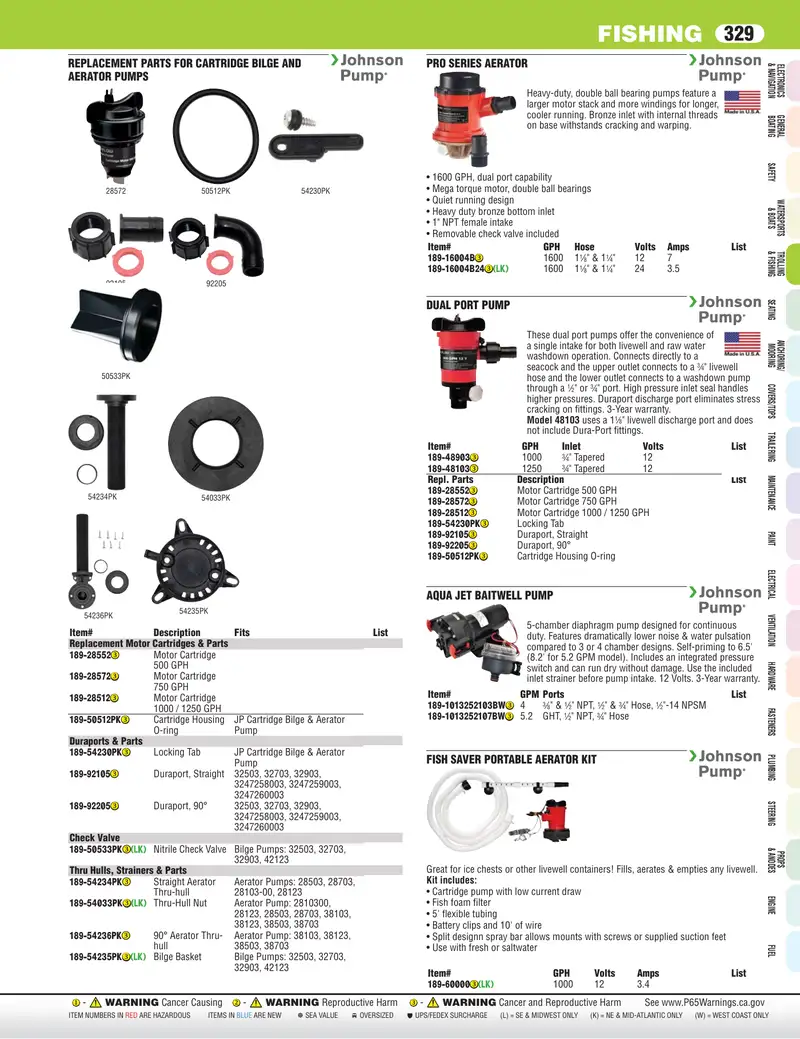 FISHING 329
REPLACEMENT PARTS FOR CARTRIDGE BILGE AND
AERATOR PUMPS
Johnson
Pump
28572
50512PK
54230PK
92205
50533PK
54234PK
54033PK
54236PK
54235PK
Item# Description Fits List
Replacement Motor Cartridges & Parts
189-28552③ Motor Cartridge
500 GPH
189-28572③ Motor Cartridge
750 GPH
189-28512③ Motor Cartridge
1000 / 1250 GPH
189-50512PK③ Cartridge Housing JP Cartridge Bilge & Aerator
O-ring Pump
Duraports & Parts
189-54230PK③ Locking Tab JP Cartridge Bilge & Aerator
Pump
189-92105③ Duraport, Straight 32503, 32703, 32903,
3247258003, 3247259003,
3247260003
189-92205③ Duraport, 90° 32503, 32703, 32903,
3247258003, 3247259003,
3247260003
Check Valve
189-50533PK③(LK) Nitrile Check Valve Bilge Pumps: 32503, 32703,
32903, 42123
Thru Hulls, Strainers & Parts
189-54234PK③ Straight Aerator Aerator Pumps: 28503, 28703,
Thru-hull 28103-00, 28123
189-54033PK③(LK) Thru-Hull Nut Aerator Pump: 2810300,
28123, 28503, 28703, 38103,
38123, 38503, 38703
189-54236PK③ 90° Aerator Thru- Aerator Pump: 38103, 38123,
hull 38503, 38703
189-54235PK③(LK) Bilge Basket Bilge Pumps: 32503, 32703,
32903, 42123
PRO SERIES AERATOR
Johnson
Pump
Heavy-duty, double ball bearing pumps feature a
larger motor stack and more windings for longer,
cooler running. Bronze inlet with internal threads
on base withstands cracking and warping.
Made in U.S.A.
• 1600 GPH, dual port capability
• Mega torque motor, double ball bearings
• Quiet running design
• Heavy duty bronze bottom inlet
• 1" NPT female intake
• Removable check valve included
Item# GPH Hose Volts Amps List
189-16004B③ 1600 1⅛" & 1¼" 12 7
189-16004B24③(LK) 1600 1⅛" & 1¼" 24 3.5
DUAL PORT PUMP
Johnson
Pump
These dual port pumps offer the convenience of
a single intake for both livewell and raw water
washdown operation. Connects directly to a
seacock and the upper outlet connects to a ¾" livewell
hose and the lower outlet connects to a washdown pump
through a ½" or ¾" port. High pressure inlet seal handles
higher pressures. Duraport discharge port eliminates stress
cracking on fittings. 3-Year warranty.
Model 48103 uses a 1⅛" livewell discharge port and does
not include Dura-Port fittings.
Made in U.S.A.
Item# GPH Inlet Volts List
189-48903③ 1000 ¾" Tapered 12
189-48103③ 1250 ¾" Tapered 12
Repl. Parts Description List
189-28552③ Motor Cartridge 500 GPH
189-28572③ Motor Cartridge 750 GPH
189-28512③ Motor Cartridge 1000 / 1250 GPH
189-54230PK③ Locking Tab
189-92105③ Duraport, Straight
189-92205③ Duraport, 90°
189-50512PK③ Cartridge Housing O-ring
AQUA JET BAITWELL PUMP
Johnson
Pump
5-chamber diaphragm pump designed for continuous
duty. Features dramatically lower noise & water pulsation
compared to 3 or 4 chamber designs. Self-priming to 6.5'
(8.2' for 5.2 GPM model). Includes an integrated pressure
switch and can run dry without damage. Use the included
inlet strainer before pump intake. 12 Volts. 3-Year warranty.
Item# GPM Ports List
189-1013252103BW③ 4 ⅜" & ½" NPT, ½" & ¾" Hose, ½"-14 NPSM
189-1013252107BW③ 5.2 GHT, ½" NPT, ¾" Hose
FISH SAVER PORTABLE AERATOR KIT
Johnson
Pump
Great for ice chests or other livewell containers! Fills, aerates & empties any livewell.
Kit includes:
• Cartridge pump with low current draw
• Fish foam filter
• 5' flexible tubing
• Battery clips and 10' of wire
• Split designn spray bar allows mounts with screws or supplied suction feet
• Use with fresh or saltwater
Item# GPH Volts Amps List
189-60000③(LK) 1000 12 3.4
ELECTRONICS
& NAVIGATION
GENERAL
BOATING
SAFETY
WATERSPORTS
& BOATS
TROLLING
& FISHING
SEATING
ANCHORING/
MOORING
COVERS/TOPS
TRAILERING
MAINTENANCE
PAINT
ELECTRICAL
VENTILATION
HARDWARE
FASTENERS
PLUMBING
STEERING
PROPS
& ANODES
ENGINE
FUEL
① - WARNING Cancer Causing ② - WARNING Reproductive Harm ③ - WARNING Cancer and Reproductive Harm See www.P65Warnings.ca.gov
ITEM NUMBERS IN RED ARE HAZARDOUS ITEMS IN BLUE ARE NEW SEA VALUE OVERSIZED UPS/FEDEX SURCHARGE (L) = SE & MIDWEST ONLY (K) = NE & MID-ATLANTIC ONLY (W) = WEST COAST ONLY